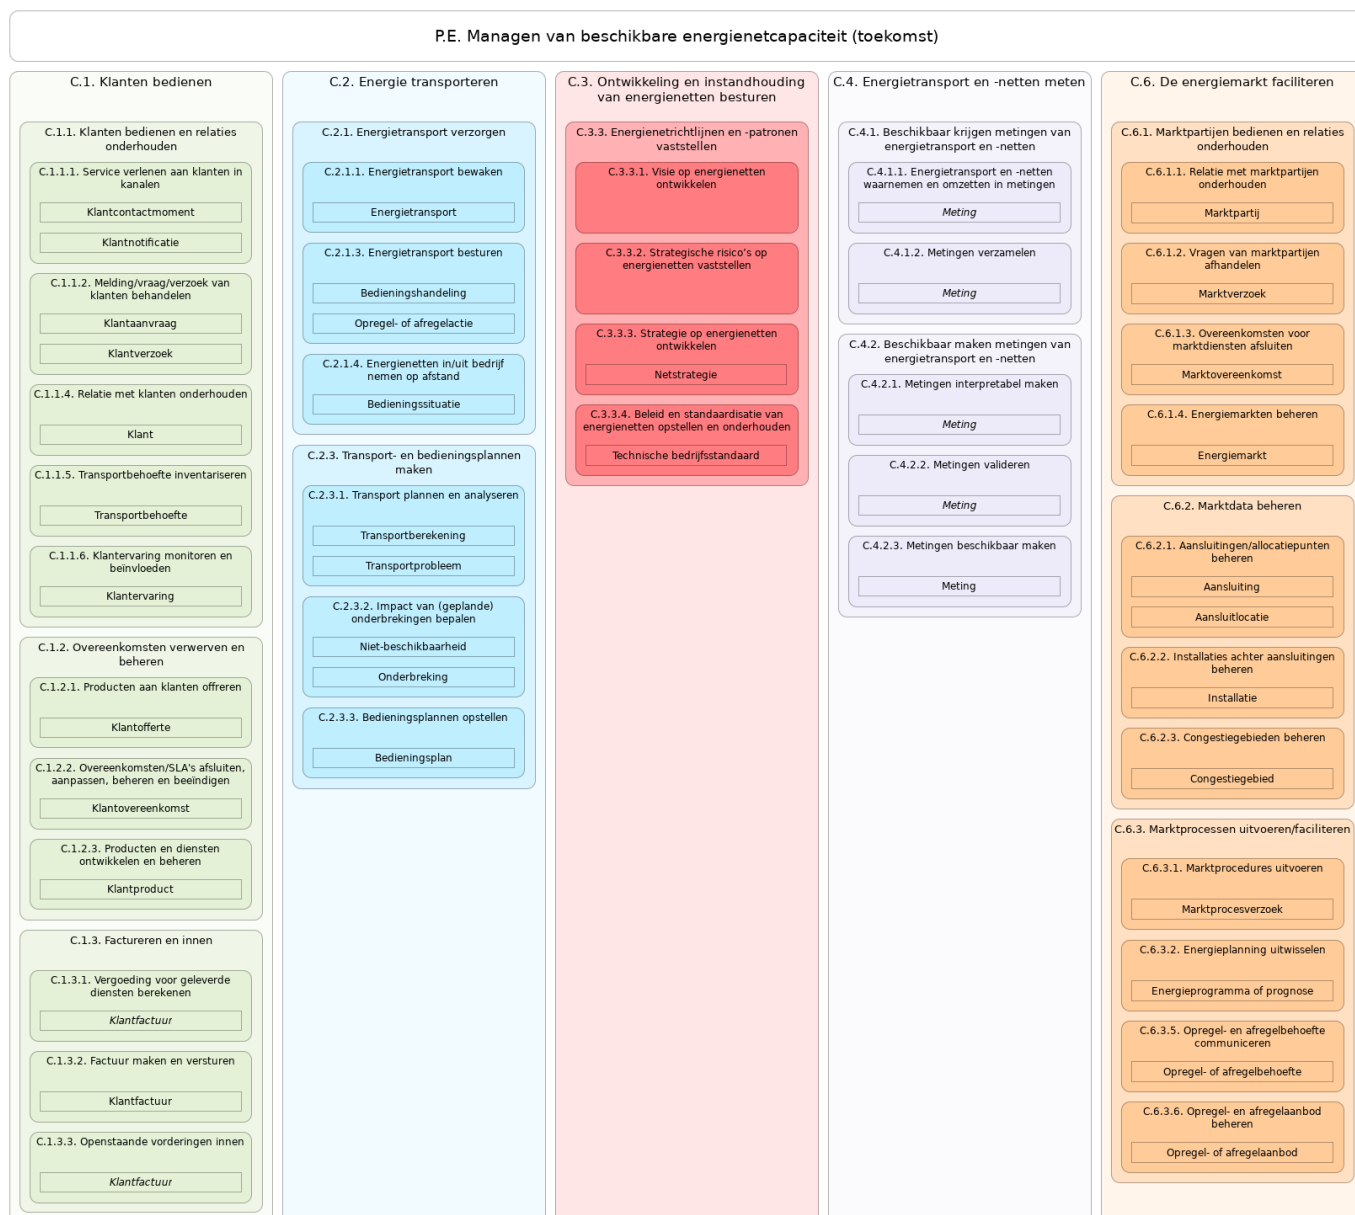 P.E. Managen van beschikbare energienetcapaciteit (toekomst)
C.1. Klanten bedienen
C.1.1. Klanten bedienen en relaties
onderhouden
C.1.1.1. Service verlenen aan klanten in
kanalen
Klantcontactmoment
Klantnotificatie
C.1.1.2. Melding/vraag/verzoek van
klanten behandelen
Klantaanvraag
Klantverzoek
C.1.1.4. Relatie met klanten onderhouden
Klant
C.1.1.5. Transportbehoefte inventariseren
Transportbehoefte
C.1.1.6. Klantervaring monitoren en
beïnvloeden
Klantervaring
C.1.2. Overeenkomsten verwerven en
beheren
C.1.2.1. Producten aan klanten offreren
Klantofferte
C.1.2.2. Overeenkomsten/SLA's afsluiten,
aanpassen, beheren en beeïndigen
Klantovereenkomst
C.1.2.3. Producten en diensten
ontwikkelen en beheren
Klantproduct
C.1.3. Factureren en innen
C.1.3.1. Vergoeding voor geleverde
diensten berekenen
Klantfactuur
C.1.3.2. Factuur maken en versturen
Klantfactuur
C.1.3.3. Openstaande vorderingen innen
Klantfactuur
C.2. Energie transporteren
C.2.1. Energietransport verzorgen
C.2.1.1. Energietransport bewaken
Energietransport
C.2.1.3. Energietransport besturen
Bedieningshandeling
Opregel- of afregelactie
C.2.1.4. Energienetten in/uit bedrijf
nemen op afstand
Bedieningssituatie
C.2.3. Transport- en bedieningsplannen
maken
C.2.3.1. Transport plannen en analyseren
Transportberekening
Transportprobleem
C.2.3.2. Impact van (geplande)
onderbrekingen bepalen
Niet-beschikbaarheid
Onderbreking
C.2.3.3. Bedieningsplannen opstellen
Bedieningsplan
C.3. Ontwikkeling en instandhouding
van energienetten besturen
C.3.3. Energienetrichtlijnen en -patronen
vaststellen
C.3.3.1. Visie op energienetten
ontwikkelen
C.3.3.2. Strategische risico's op
energienetten vaststellen
C.3.3.3. Strategie op energienetten
ontwikkelen
Netstrategie
C.3.3.4. Beleid en standaardisatie van
energienetten opstellen en onderhouden
Technische bedrijfsstandaard
C.4. Energietransport en -netten meten
C.4.1. Beschikbaar krijgen metingen van
energietransport en -netten
C.4.1.1. Energietransport en -netten
waarnemen en omzetten in metingen
Meting
C.4.1.2. Metingen verzamelen
Meting
C.4.2. Beschikbaar maken metingen van
energietransport en -netten
C.4.2.1. Metingen interpretabel maken
Meting
C.4.2.2. Metingen valideren
Meting
C.4.2.3. Metingen beschikbaar maken
Meting
C.6. De energiemarkt faciliteren
C.6.1. Marktpartijen bedienen en relaties
onderhouden
C.6.1.1. Relatie met marktpartijen
onderhouden
Marktpartij
C.6.1.2. Vragen van marktpartijen
afhandelen
Marktverzoek
C.6.1.3. Overeenkomsten voor
marktdiensten afsluiten
Marktovereenkomst
C.6.1.4. Energiemarkten beheren
Energiemarkt
C.6.2. Marktdata beheren
C.6.2.1. Aansluitingen/allocatiepunten
beheren
Aansluiting
Aansluitlocatie
C.6.2.2. Installaties achter aansluitingen
beheren
Installatie
C.6.2.3. Congestiegebieden beheren
Congestiegebied
C.6.3. Marktprocessen uitvoeren/faciliteren
C.6.3.1. Marktprocedures uitvoeren
Marktprocesverzoek
C.6.3.2. Energieplanning uitwisselen
Energieprogramma of prognose
C.6.3.5. Opregel- en afregelbehoefte
communiceren
Opregel- of afregelbehoefte
C.6.3.6. Opregel- en afregelaanbod
beheren
Opregel- of afregelaanbod